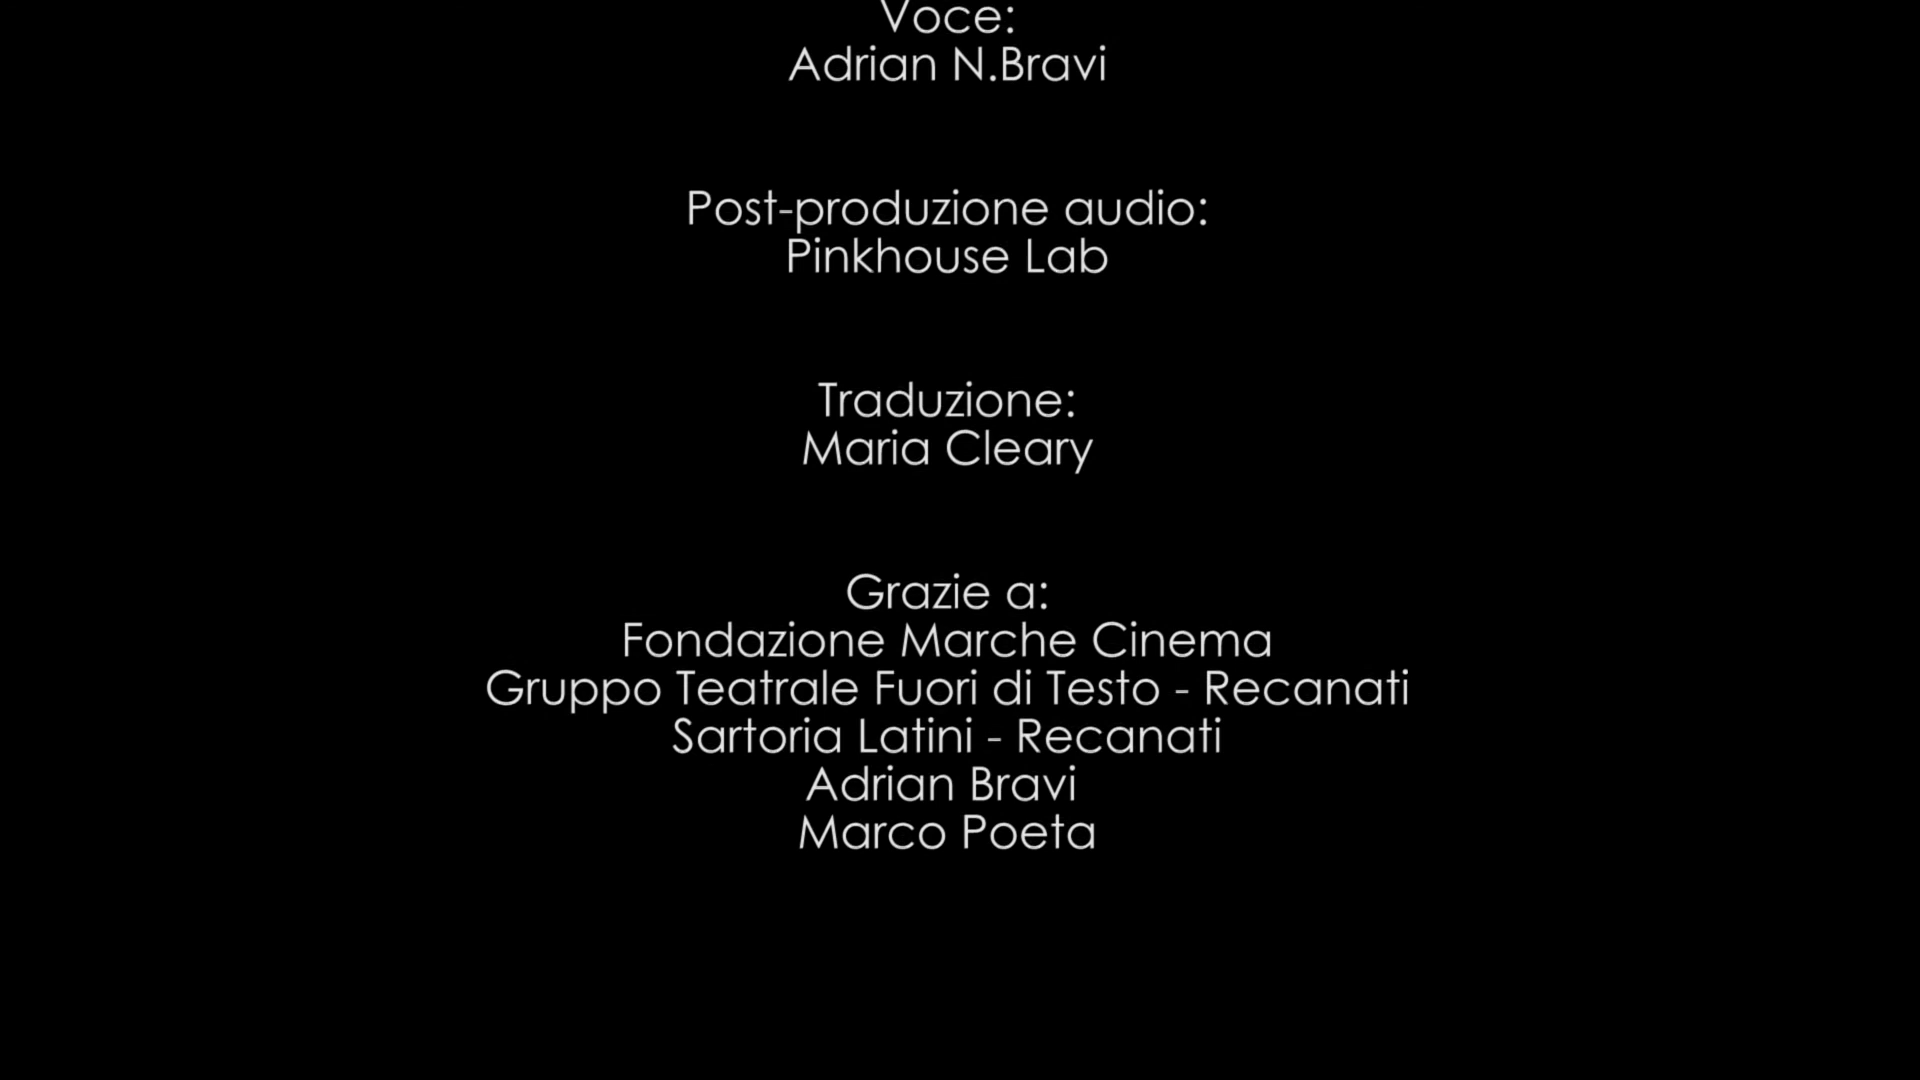 Voce:
Adrian N.Bravi
Post-produzione audio:
Pinkhouse Lab
Traduzione:
Maria Cleary
Grazie a:
Fondazione Marche Cinema
Gruppo Teatrale Fuori di Testo - Recanati
Sartoria Latini - Recanati
Adrian Bravi
Marco Poeta